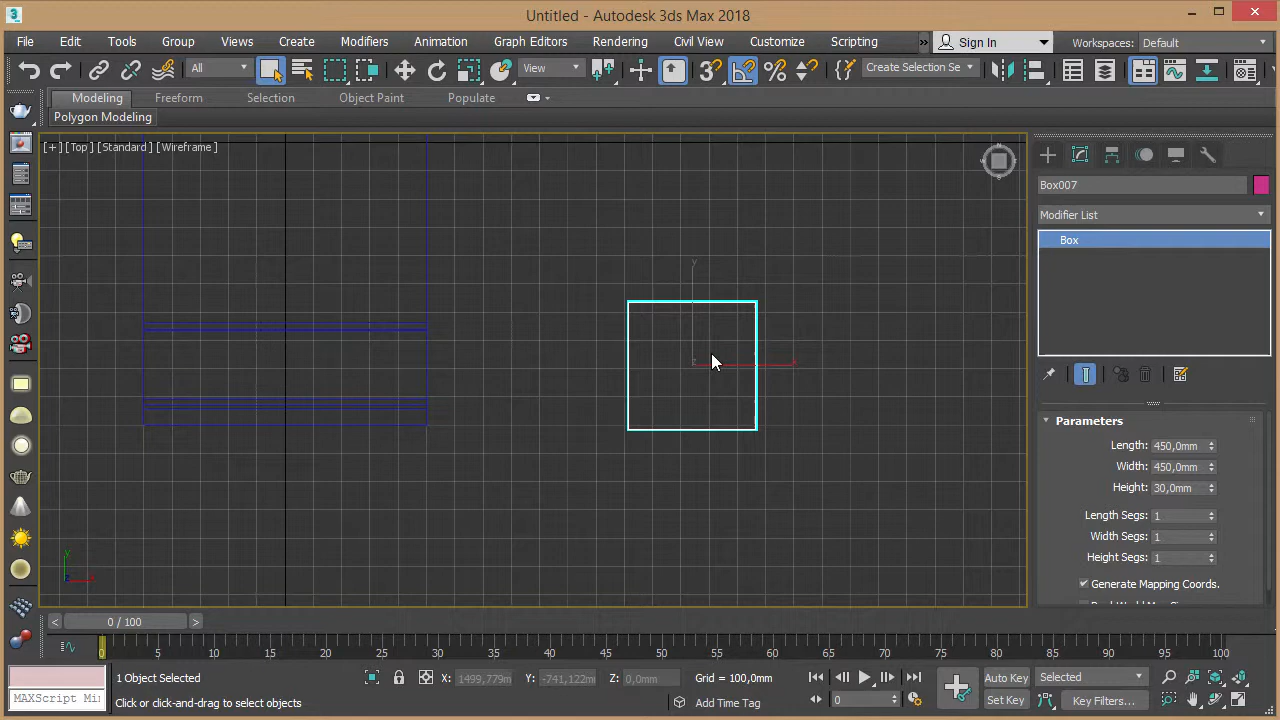 Untitled - Autodesk 3ds Max 2018
File Edit Tools Group Views Create Modifiers Animation Graph Editors Rendering Civil View Customize Scripting » Sign In Workspaces: Default
All View 3 Create Selection Se
Modeling Freeform Selection Object Paint Populate
Polygon Modeling
[+] [Top] [Standard] [Wireframe]
Box007
Modifier List
Box
y
z
Parameters
Length: 450,0mm
Width: 450,0mm
Height: 30,0mm
Length Segs: 1
Width Segs: 1
Height Segs: 1
Generate Mapping Coords.
y
< 0 / 100 >
0 5 10 15 20 25 30 35 40 45 50 55 60 65 70 75 80 85 90 95 100
1 Object Selected X: 1499,779m Y: -741,122m Z: 0,0mm Grid = 100,0mm Auto Key Selected
MAXScript Mi Click or click-and-drag to select objects Add Time Tag 0 Set Key Key Filters...